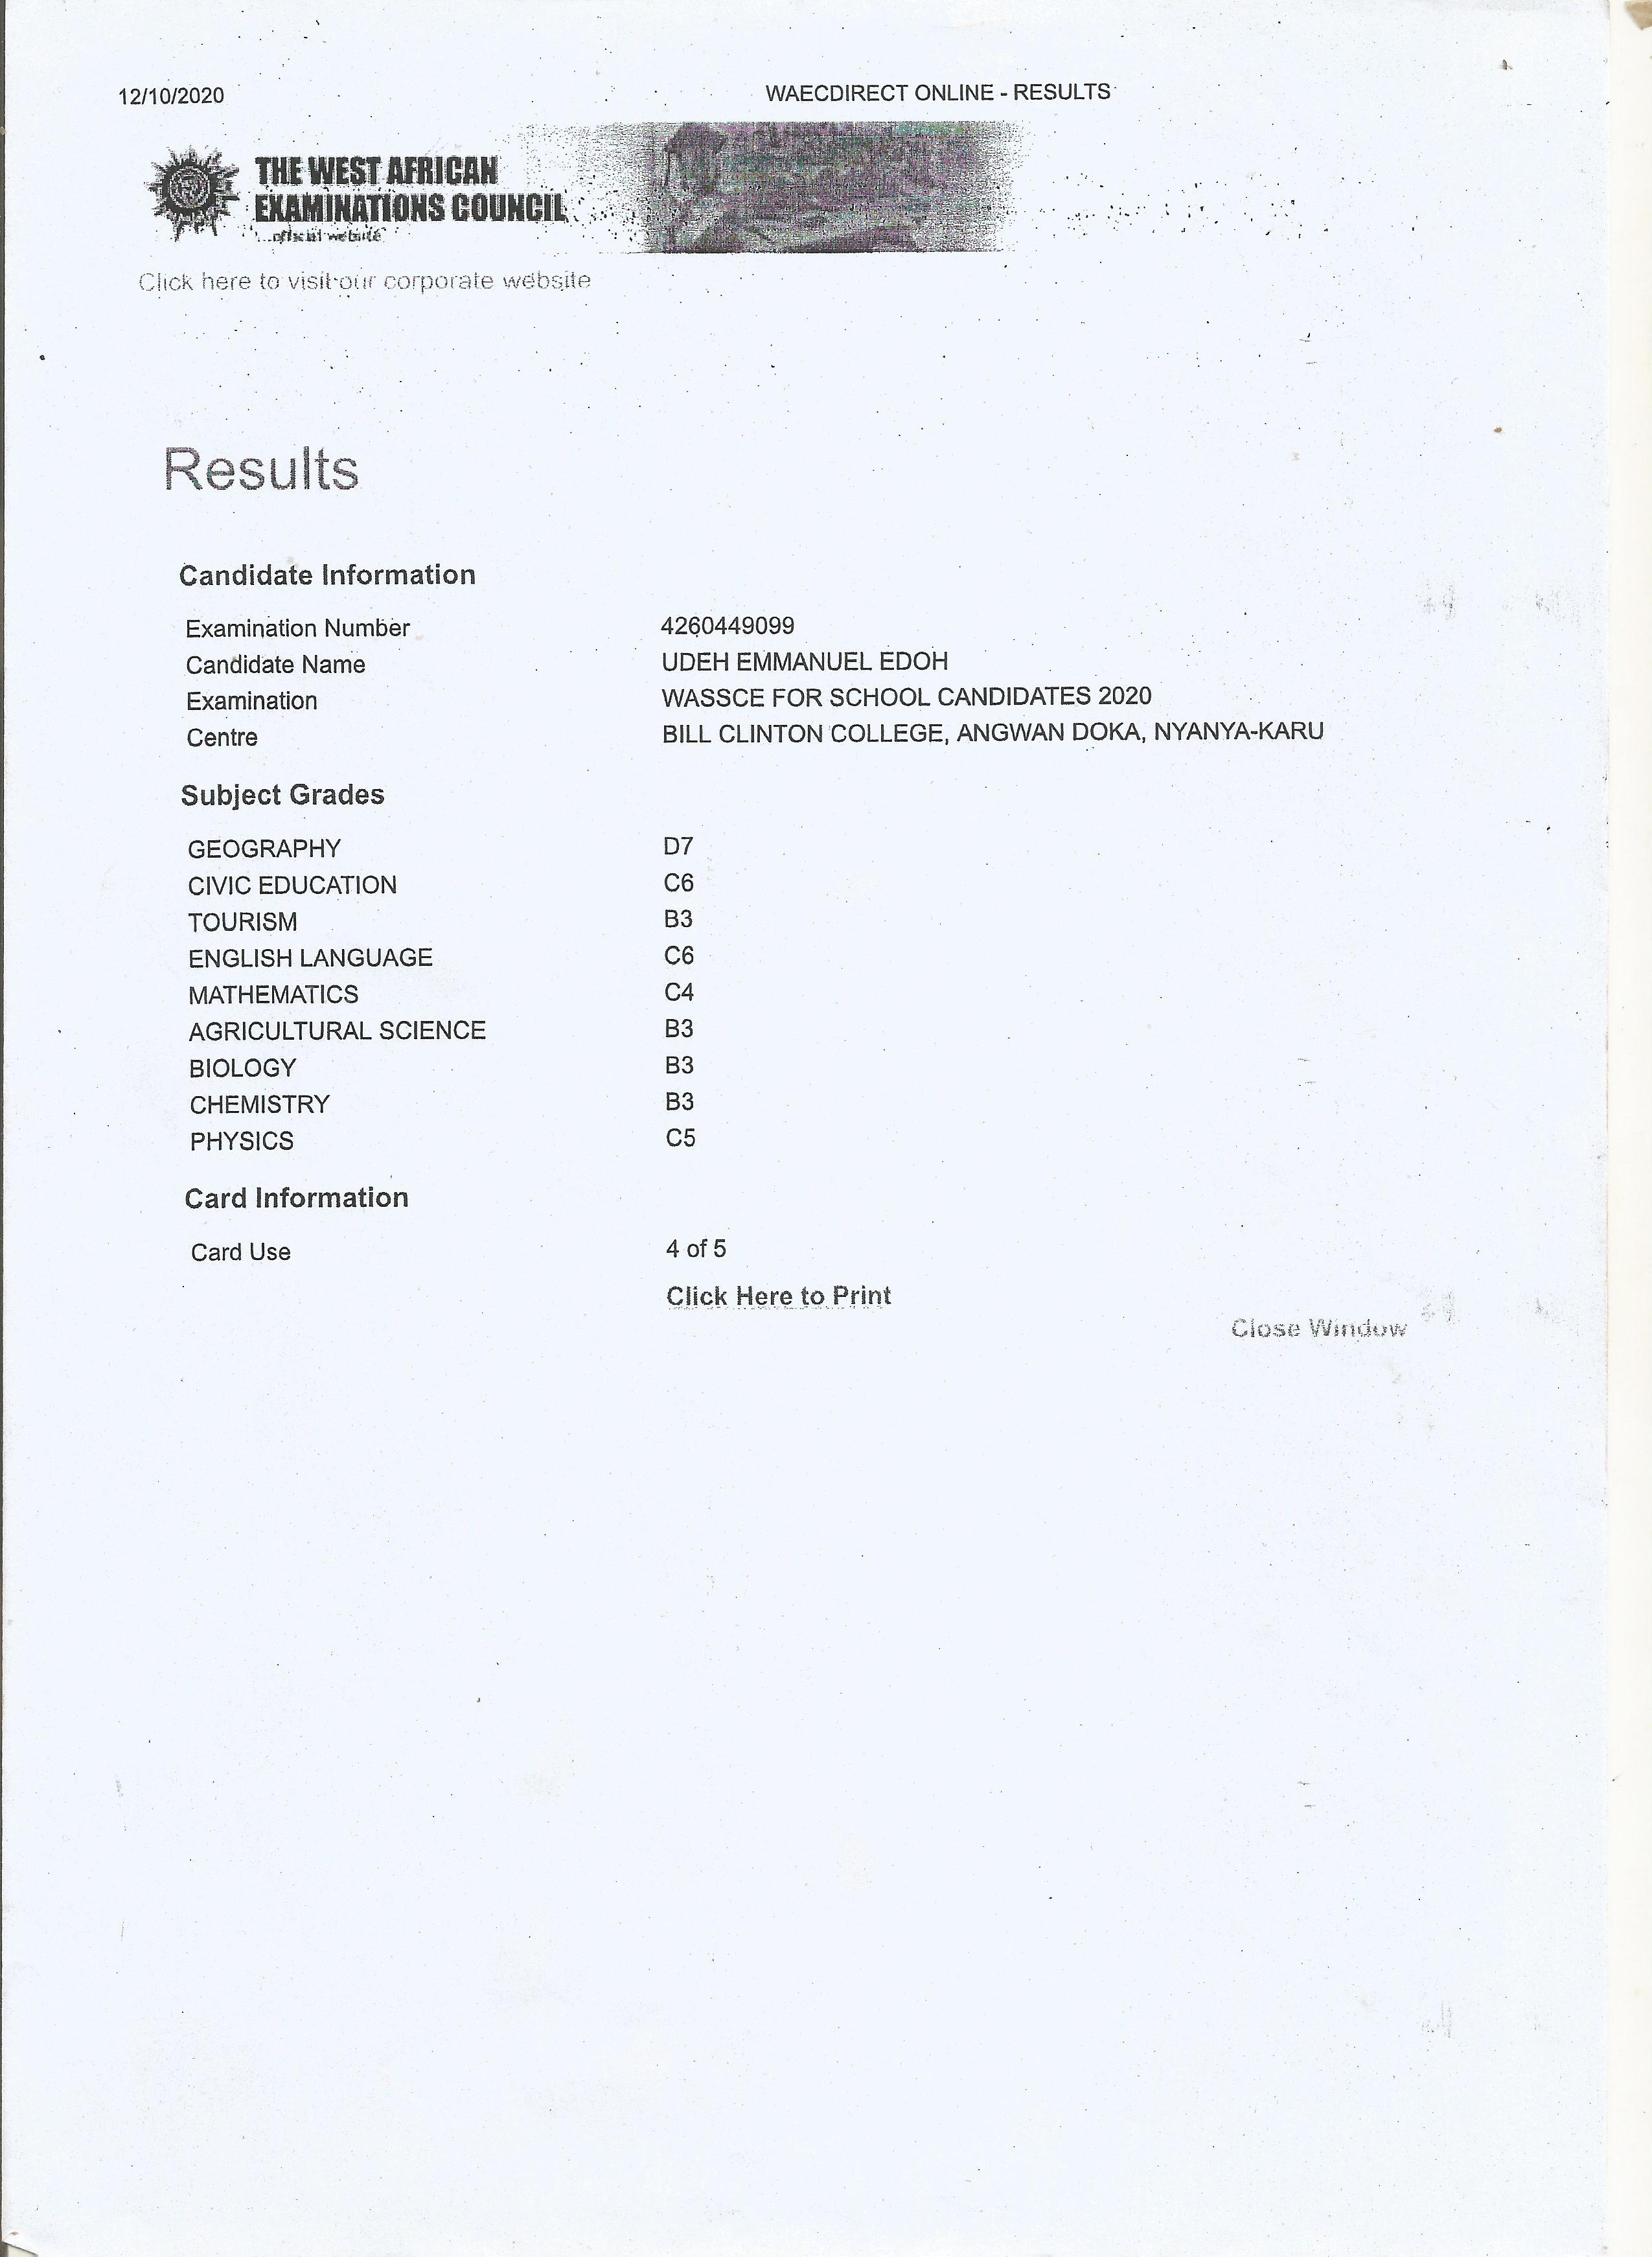 12/10/2020 WAECDIRECT ONLINE - RESULTS
THE WEST AFRICAN
EXAMINATIONS COUNCIL
...official website
Click here to visit our corporate website
Results
Candidate Information
Examination Number 4260449099
Candidate Name UDEH EMMANUEL EDOH
Examination WASSCE FOR SCHOOL CANDIDATES 2020
Centre BILL CLINTON COLLEGE, ANGWAN DOKA, NYANYA-KARU
Subject Grades
GEOGRAPHY D7
CIVIC EDUCATION C6
TOURISM B3
ENGLISH LANGUAGE C6
MATHEMATICS C4
AGRICULTURAL SCIENCE B3
BIOLOGY B3
CHEMISTRY B3
PHYSICS C5
Card Information
Card Use 4 of 5
Click Here to Print
Close Window